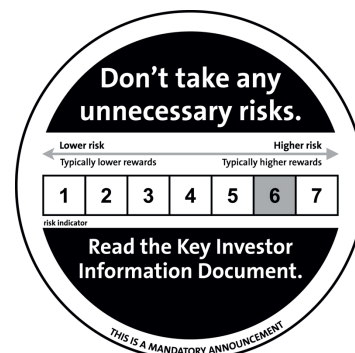 Don’t take any
unnecessary risks.
Lower risk Higher risk
Typically lower rewards Typically higher rewards
1 2 3 4 5 6 7
risk indicator
Read the Key Investor
Information Document.
THIS IS A MANDATORY ANNOUNCEMENT